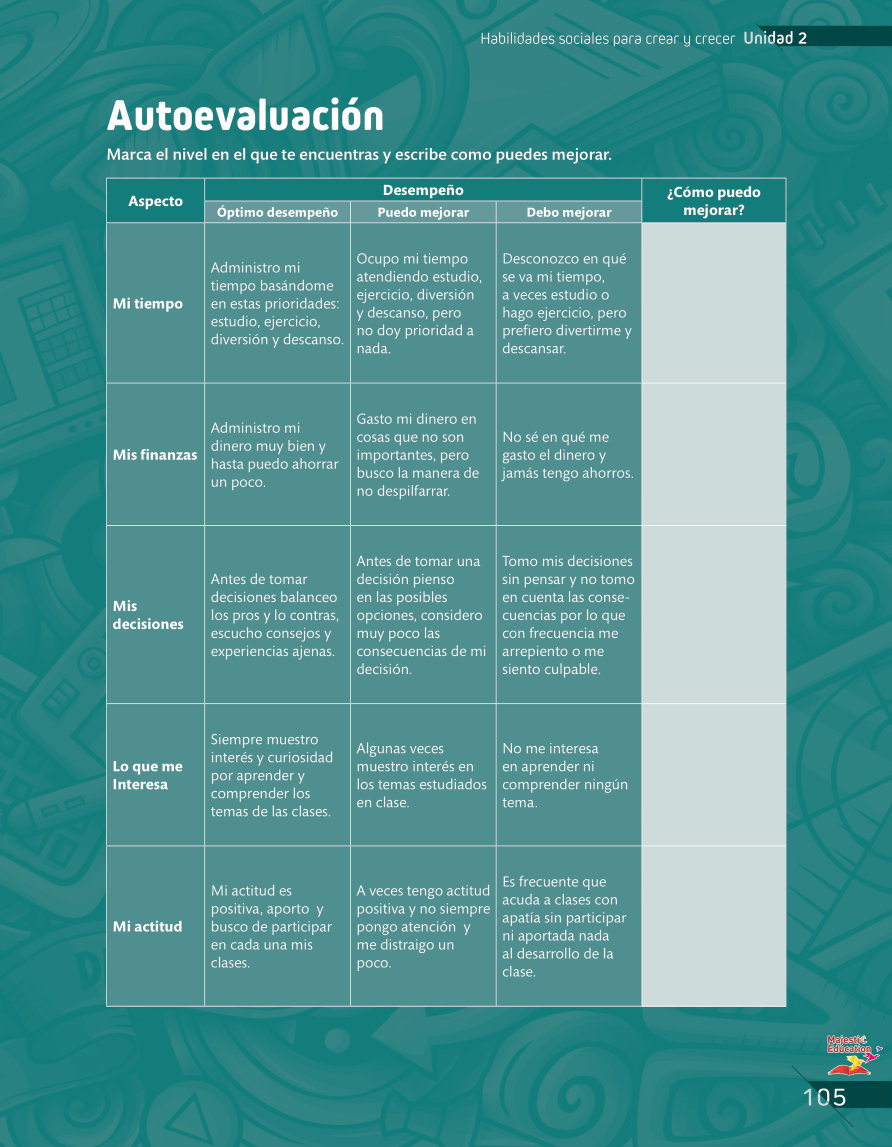 Habilidades sociales para crear y crecer Unidad 2
Autoevaluación
Marca el nivel en el que te encuentras y escribe como puedes mejorar.
Aspecto
Desempeño
¿Cómo puedo
mejorar?
Óptimo desempeño
Puedo mejorar
Debo mejorar
Mi tiempo
Administro mi
tiempo basándome
en estas prioridades:
estudio, ejercicio,
diversión y descanso.
Ocupo mi tiempo
atendiendo estudio,
ejercicio, diversión
y descanso, pero
no doy prioridad a
nada.
Desconozco en qué
se va mi tiempo,
a veces estudio o
hago ejercicio, pero
prefiero divertirme y
descansar.
Mis finanzas
Administro mi
dinero muy bien y
hasta puedo ahorrar
un poco.
Gasto mi dinero en
cosas que no son
importantes, pero
busco la manera de
no despilfarrar.
No sé en qué me
gasto el dinero y
jamás tengo ahorros.
Mis
decisiones
Antes de tomar
decisiones balanceo
los pros y lo contras,
escucho consejos y
experiencias ajenas.
Antes de tomar una
decisión pienso
en las posibles
opciones, considero
muy poco las
consecuencias de mi
decisión.
Tomo mis decisiones
sin pensar y no tomo
en cuenta las conse-
cuencias por lo que
con frecuencia me
arrepiento o me
siento culpable.
Lo que me
Interesa
Siempre muestro
interés y curiosidad
por aprender y
comprender los
temas de las clases.
Algunas veces
muestro interés en
los temas estudiados
en clase.
No me interesa
en aprender ni
comprender ningún
tema.
Mi actitud
Mi actitud es
positiva, aporto y
busco de participar
en cada una mis
clases.
A veces tengo actitud
positiva y no siempre
pongo atención y
me distraigo un
poco.
Es frecuente que
acuda a clases con
apatía sin participar
ni aportada nada
al desarrollo de la
clase.
Majestic
Education
105